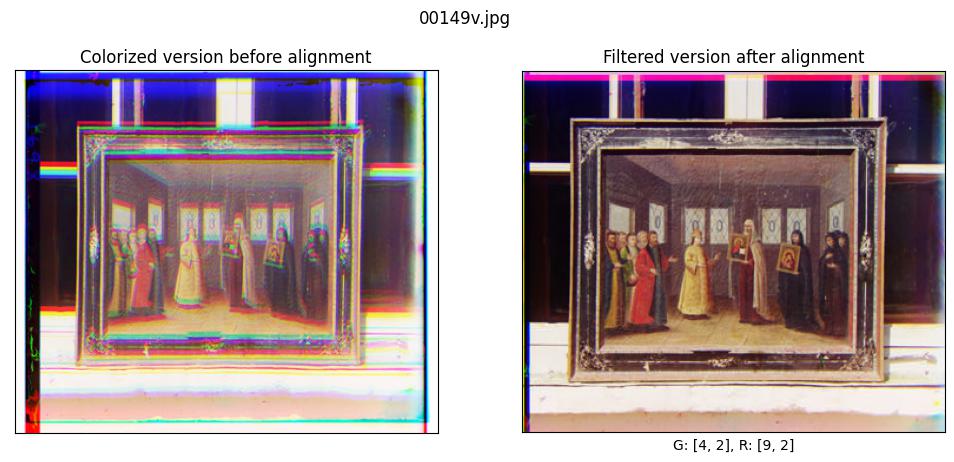 00149v.jpg
Colorized version before alignment
Filtered version after alignment
G: [4, 2], R: [9, 2]